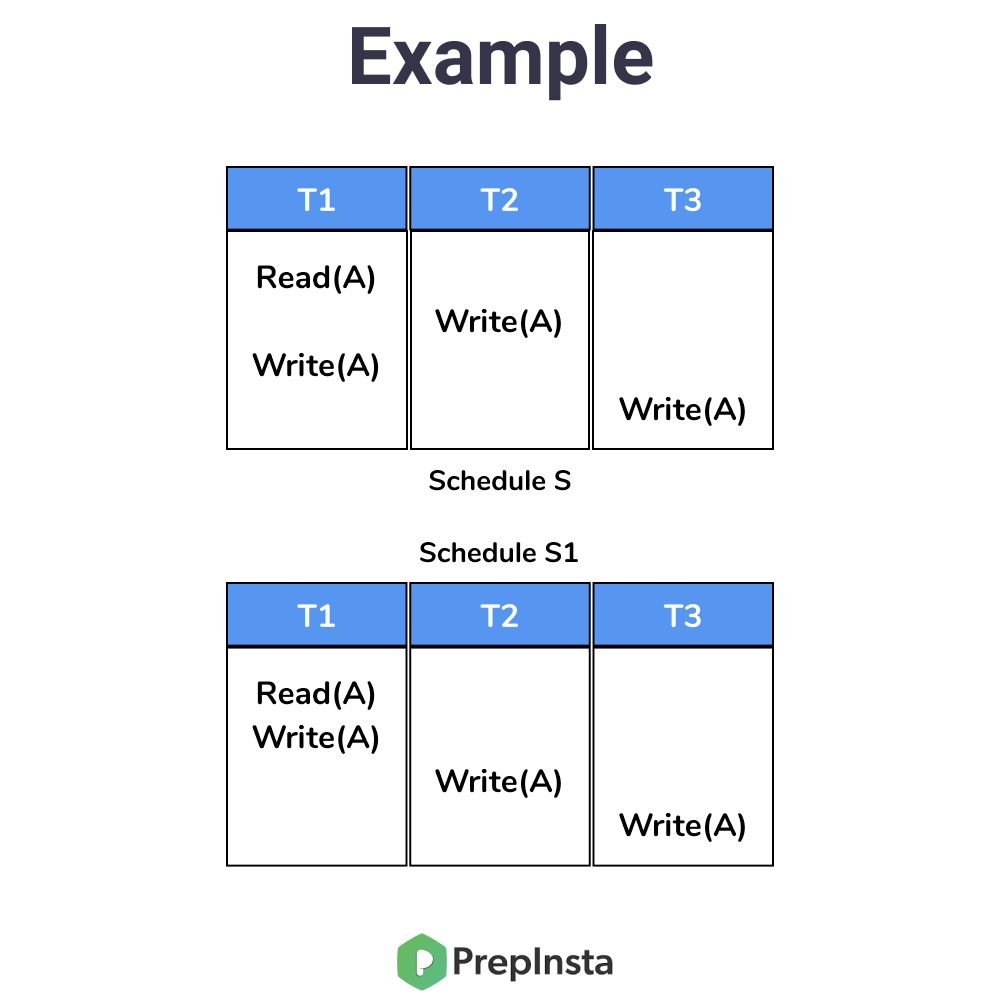 Example
T1 T2 T3
Read(A)
Write(A)
Write(A)
Write(A)
Schedule S
Schedule S1
T1 T2 T3
Read(A)
Write(A)
Write(A)
Write(A)
PrepInsta